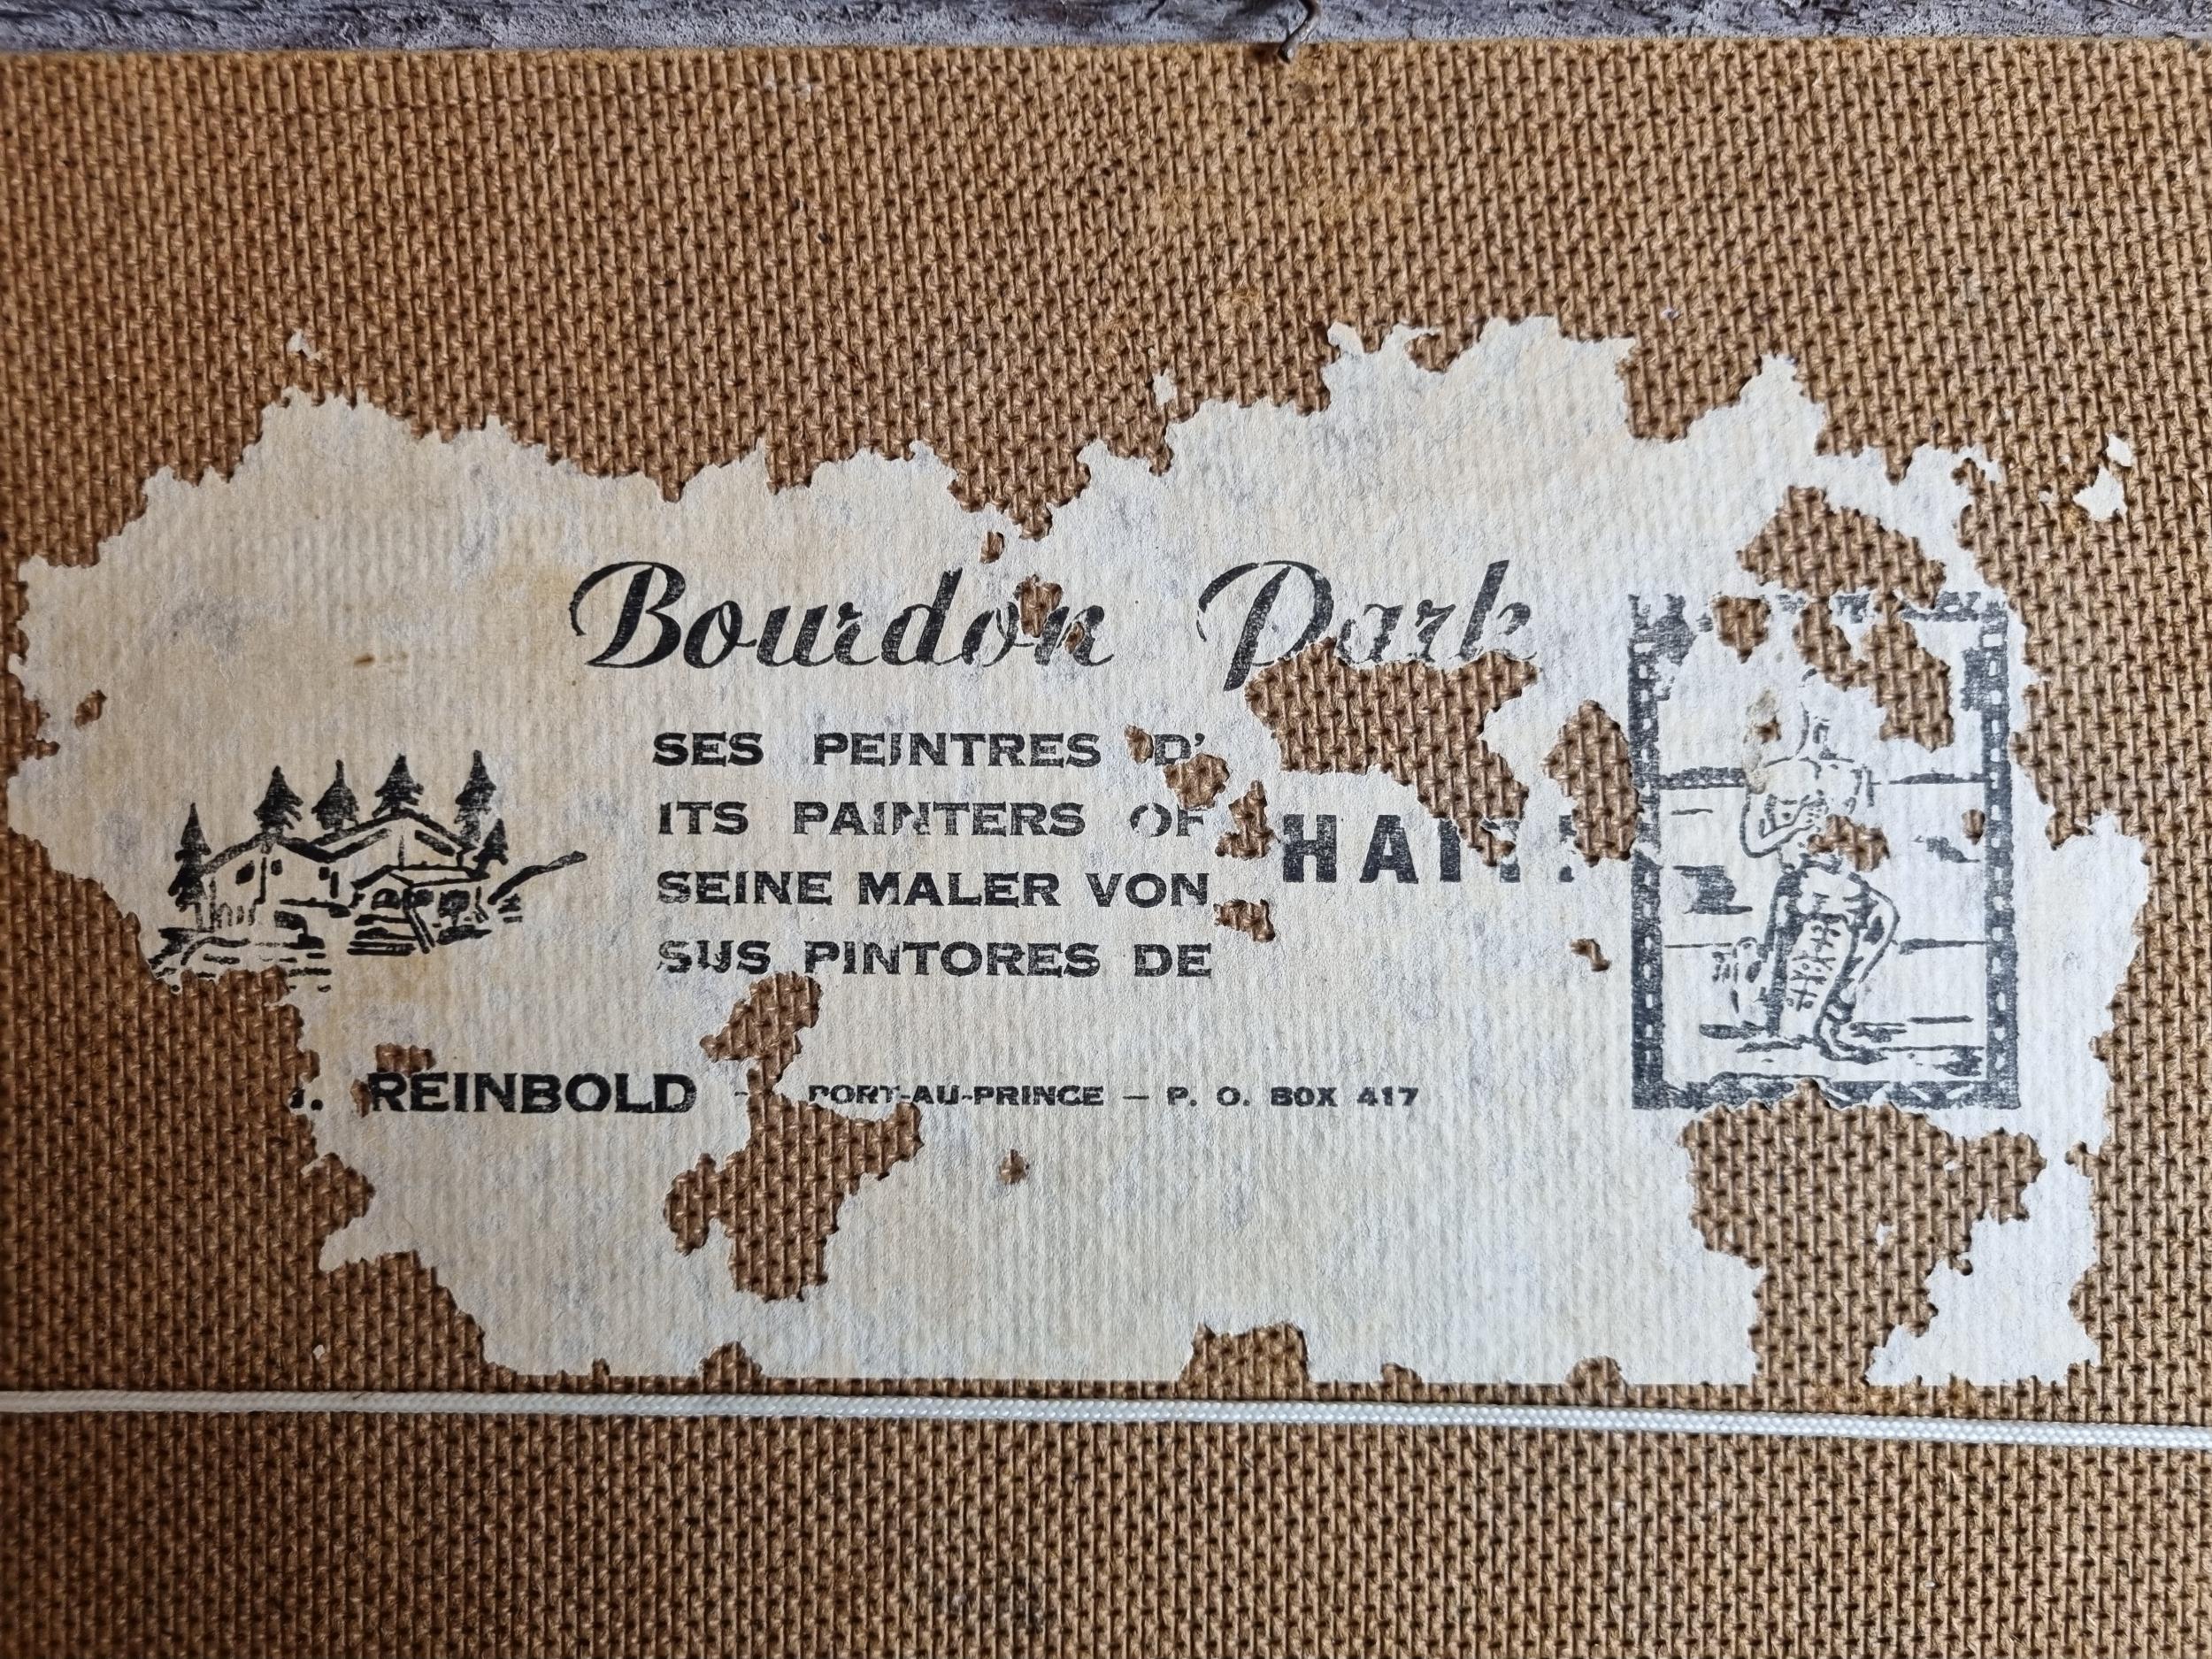 Bourdon Park
SES PEINTRES D'
ITS PAINTERS OF
SEINE MALER VON
SUS PINTORES DE
HAITI
REINBOLD - PORT-AU-PRINCE — P. O. BOX 417